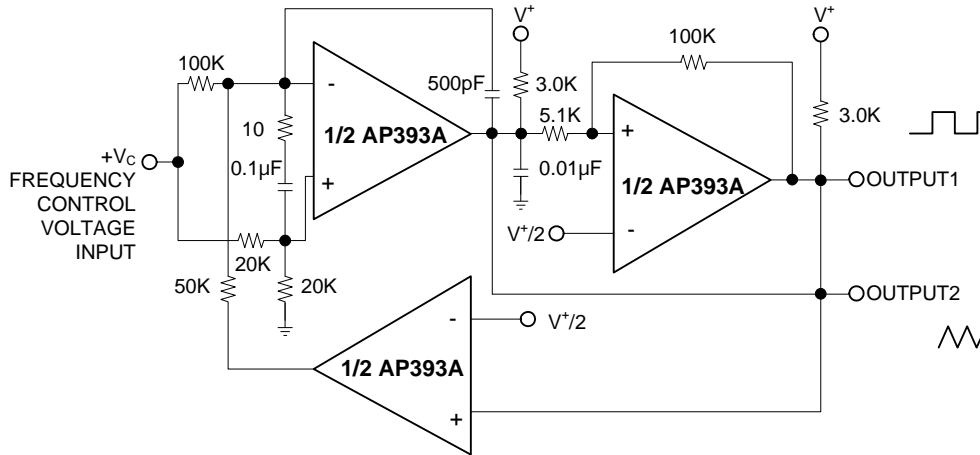 V⁺
V⁺
100K
100K
500pF
3.0K
-
5.1K
3.0K
10
1/2 AP393A
+
0.1µF
+
0.01µF
+VC
FREQUENCY
CONTROL
VOLTAGE
INPUT
1/2 AP393A
OUTPUT1
V⁺/2
-
20K
50K
20K
OUTPUT2
-
V⁺/2
1/2 AP393A
+